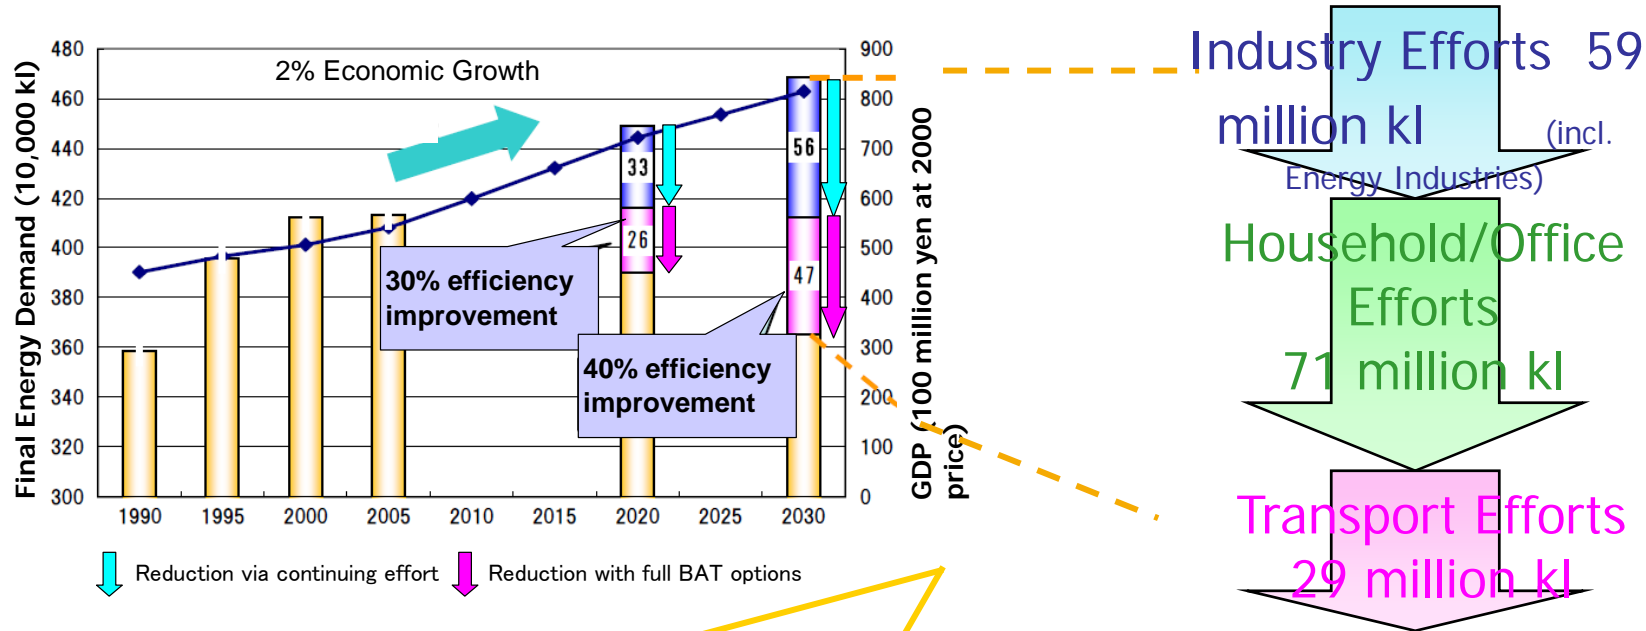 2% Economic Growth
Final Energy Demand (10,000 kl)
480
460
440
420
400
380
360
340
320
300
33
26
56
47
30% efficiency
improvement
40% efficiency
improvement
900
800
700
600
500
400
300
200
100
0
GDP (100 million yen at 2000
price)
1990 1995 2000 2005 2010 2015 2020 2025 2030
Reduction via continuing effort Reduction with full BAT options
Industry Efforts 59
million kl (incl.
Energy Industries)
Household/Office
Efforts
71 million kl
Transport Efforts
29 million kl